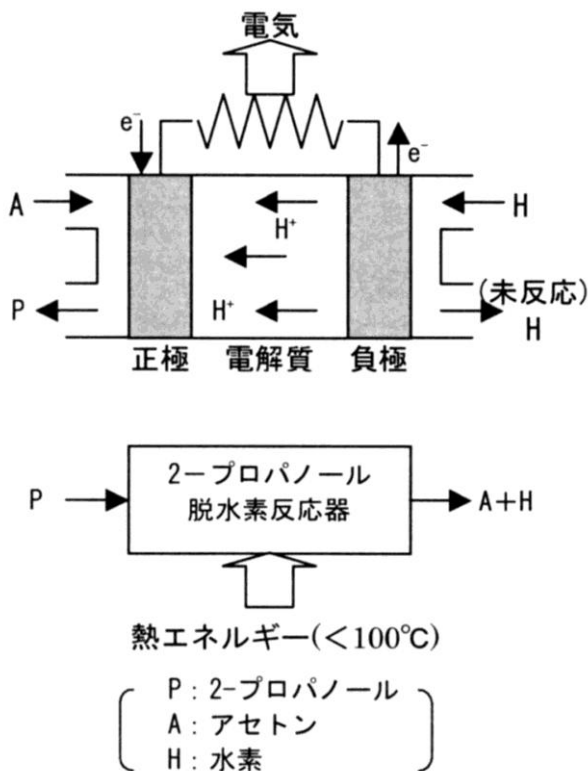 電気
e⁻
e⁻
A
H
H⁺
H⁺
P
(未反応)
H
正極
電解質
負極
2-プロパノール
脱水素反応器
P
A+H
熱エネルギー(<100℃)
P:2-プロパノール
A:アセトン
H:水素